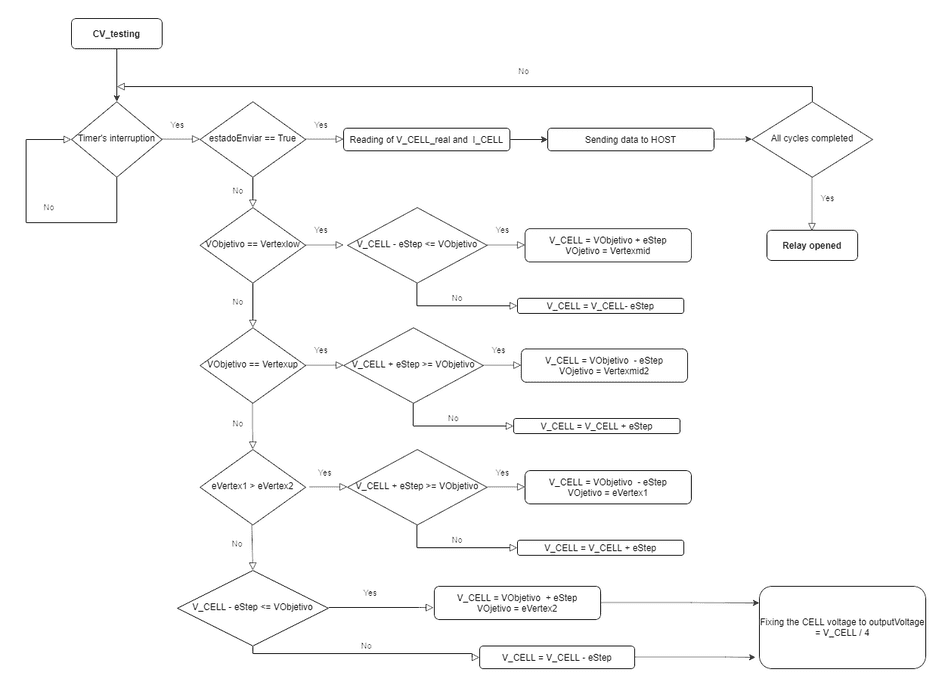 CV_testing
No
Timer's interruption
Yes
estadoEnviar == True
Yes
Reading of V_CELL_real and I_CELL
Sending data to HOST
All cycles completed
No
No
Yes
Relay opened
VObjetivo == Vertexlow
Yes
V_CELL - eStep <= VObjetivo
Yes
V_CELL = VObjetivo + eStep
VOjetivo = Vertexmid
No
V_CELL = V_CELL- eStep
No
VObjetivo == Vertexup
Yes
V_CELL + eStep >= VObjetivo
Yes
V_CELL = VObjetivo - eStep
VOjetivo = Vertexmid2
No
V_CELL = V_CELL + eStep
No
eVertex1 > eVertex2
Yes
V_CELL + eStep >= VObjetivo
Yes
V_CELL = VObjetivo - eStep
VOjetivo = eVertex1
No
V_CELL = V_CELL + eStep
No
V_CELL - eStep <= VObjetivo
Yes
V_CELL = VObjetivo + eStep
VOjetivo = eVertex2
No
V_CELL = V_CELL - eStep
Fixing the CELL voltage to outputVoltage
= V_CELL / 4